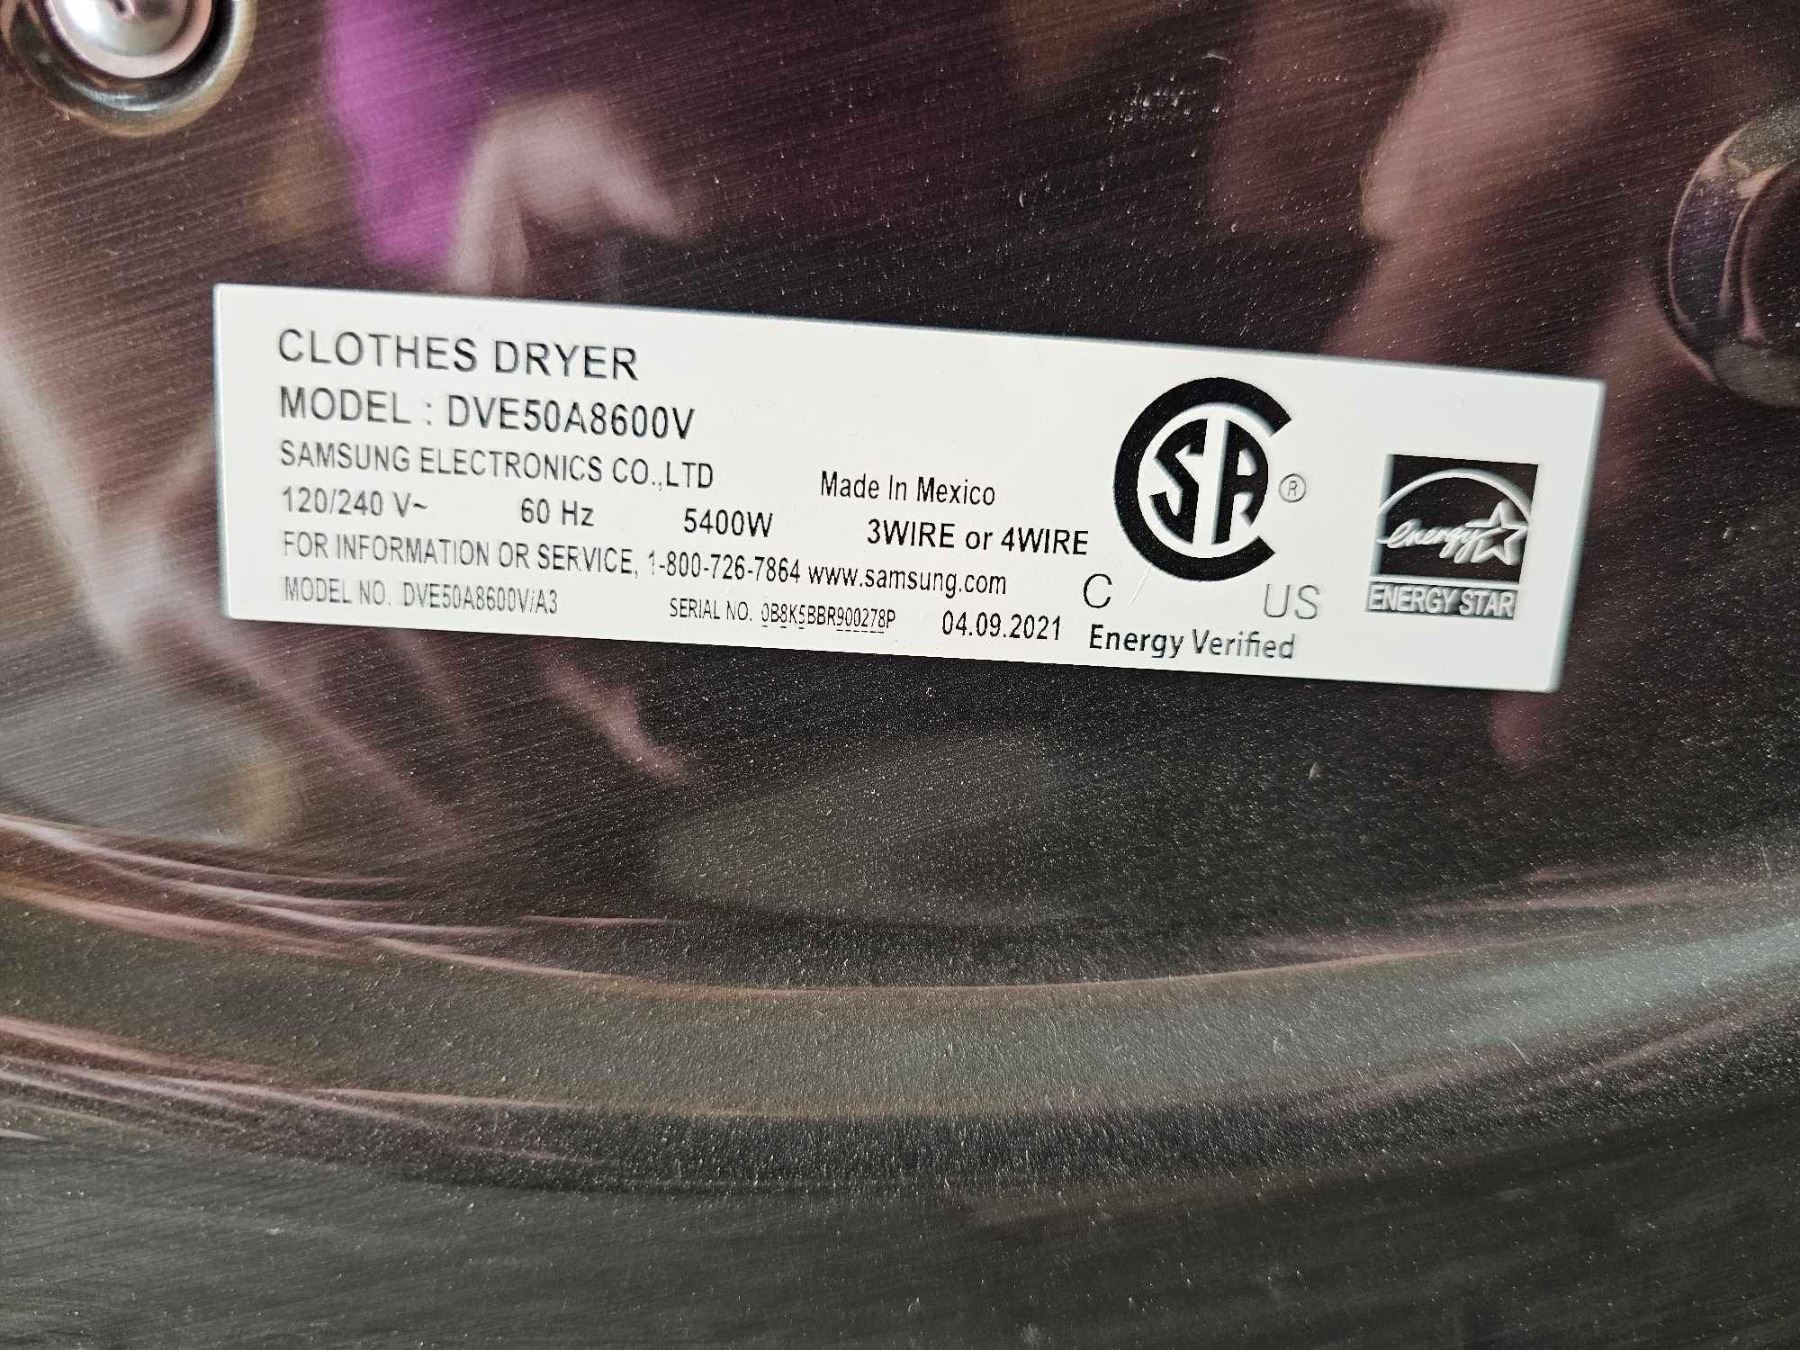 CLOTHES DRYER
MODEL : DVE50A8600V
SAMSUNG ELECTRONICS CO.,LTD Made In Mexico
120/240 V~ 60 Hz 5400W 3WIRE or 4WIRE
FOR INFORMATION OR SERVICE, 1-800-726-7864 www.samsung.com
MODEL NO. DVE50A8600V/A3 SERIAL NO. 0B8K5BBR900278P 04.09.2021
SA ®
C US
Energy Verified
energy
ENERGY STAR